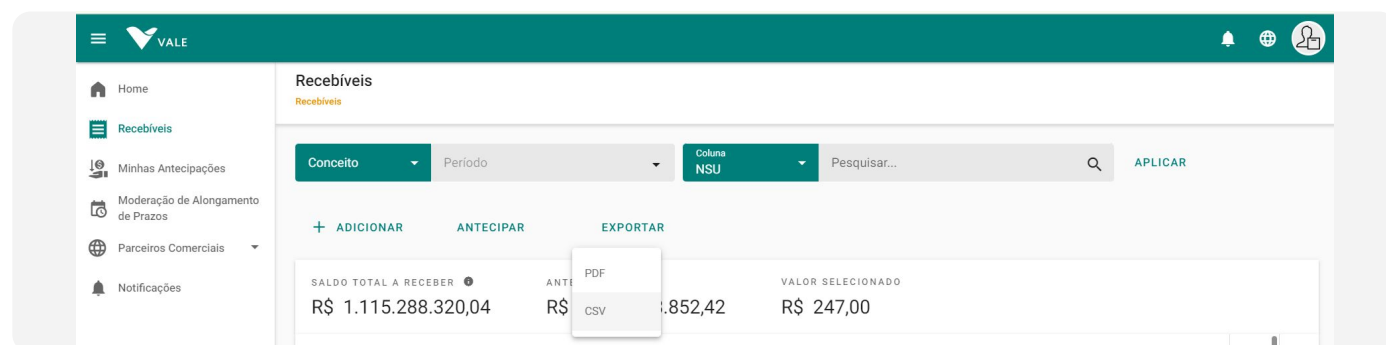 VALE
Home
Recebíveis
Minhas Antecipações
Moderação de Alongamento
de Prazos
Parceiros Comerciais
Notificações
Recebíveis
Recebíveis
Conceito
Período
Coluna
NSU
Pesquisar...
APLICAR
+ ADICIONAR
ANTECIPAR
EXPORTAR
PDF
CSV
SALDO TOTAL A RECEBER
R$ 1.115.288.320,04
ANTE
R$ .852,42
VALOR SELECIONADO
R$ 247,00